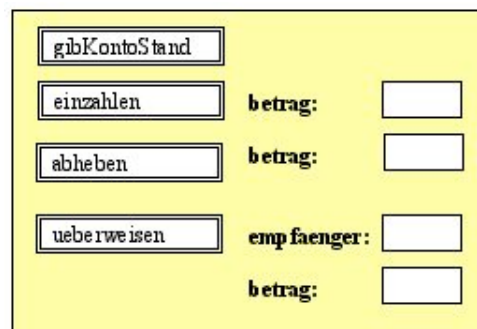 gibKontoStand
einzahlen betrag:
betrag:
abheben
ueberweisen empfaenger:
betrag: